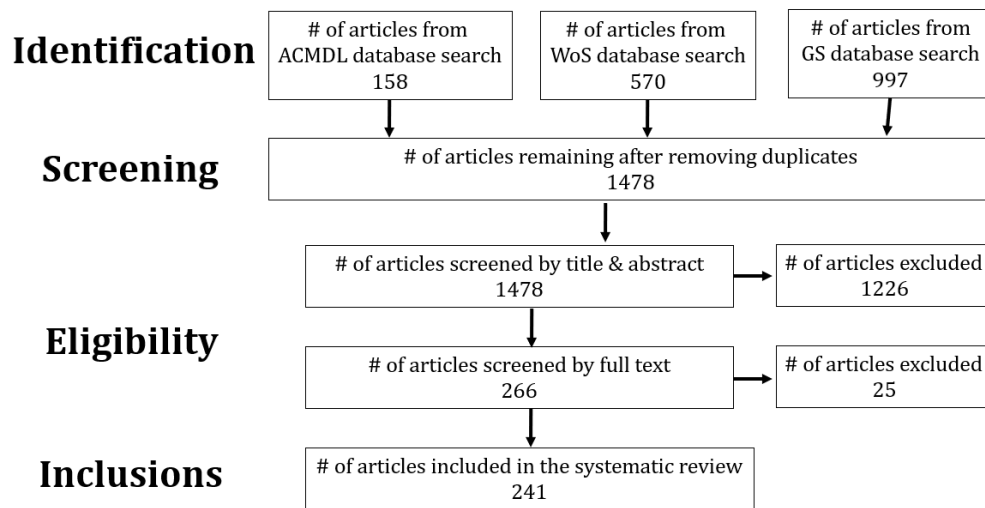 Identification
# of articles from
ACMDL database search
158
# of articles from
WoS database search
570
# of articles from
GS database search
997
Screening
# of articles remaining after removing duplicates
1478
Eligibility
# of articles screened by title & abstract
1478
# of articles excluded
1226
# of articles screened by full text
266
# of articles excluded
25
Inclusions
# of articles included in the systematic review
241